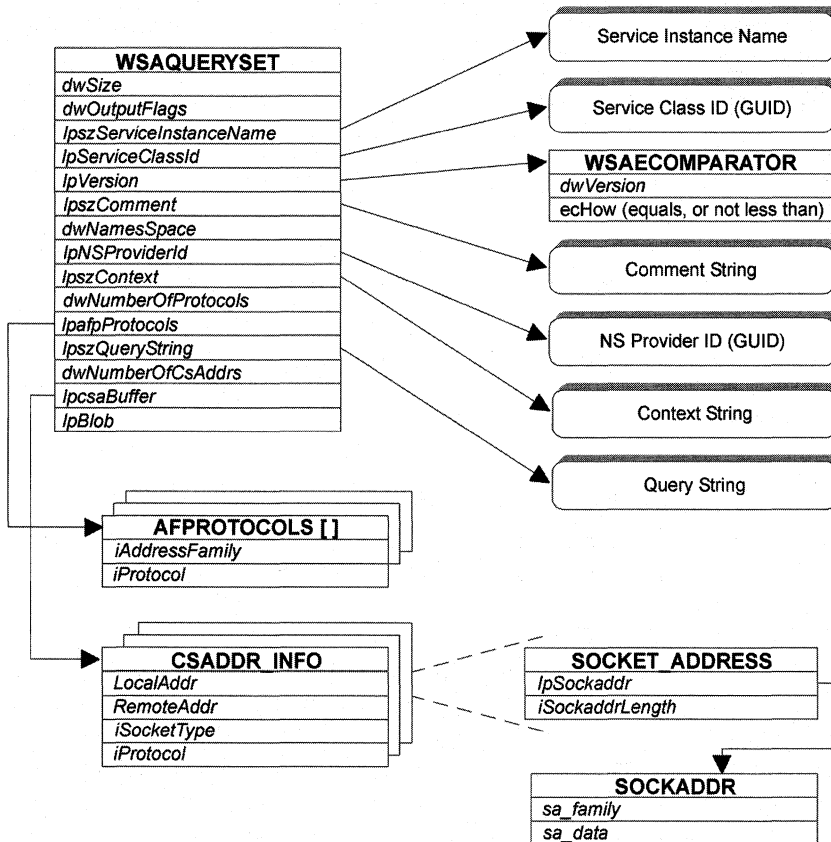 WSAQUERYSET
dwSize
dwOutputFlags
lpszServiceInstanceName
lpServiceClassId
lpVersion
lpszComment
dwNamesSpace
lpNSProviderId
lpszContext
dwNumberOfProtocols
lpafpProtocols
lpszQueryString
dwNumberOfCsAddrs
lpcsaBuffer
lpBlob
Service Instance Name
Service Class ID (GUID)
WSAECOMPARATOR
dwVersion
ecHow (equals, or not less than)
Comment String
NS Provider ID (GUID)
Context String
Query String
AFPROTOCOLS [ ]
iAddressFamily
iProtocol
CSADDR_INFO
LocalAddr
RemoteAddr
iSocketType
iProtocol
SOCKET_ADDRESS
lpSockaddr
iSockaddrLength
SOCKADDR
sa_family
sa_data